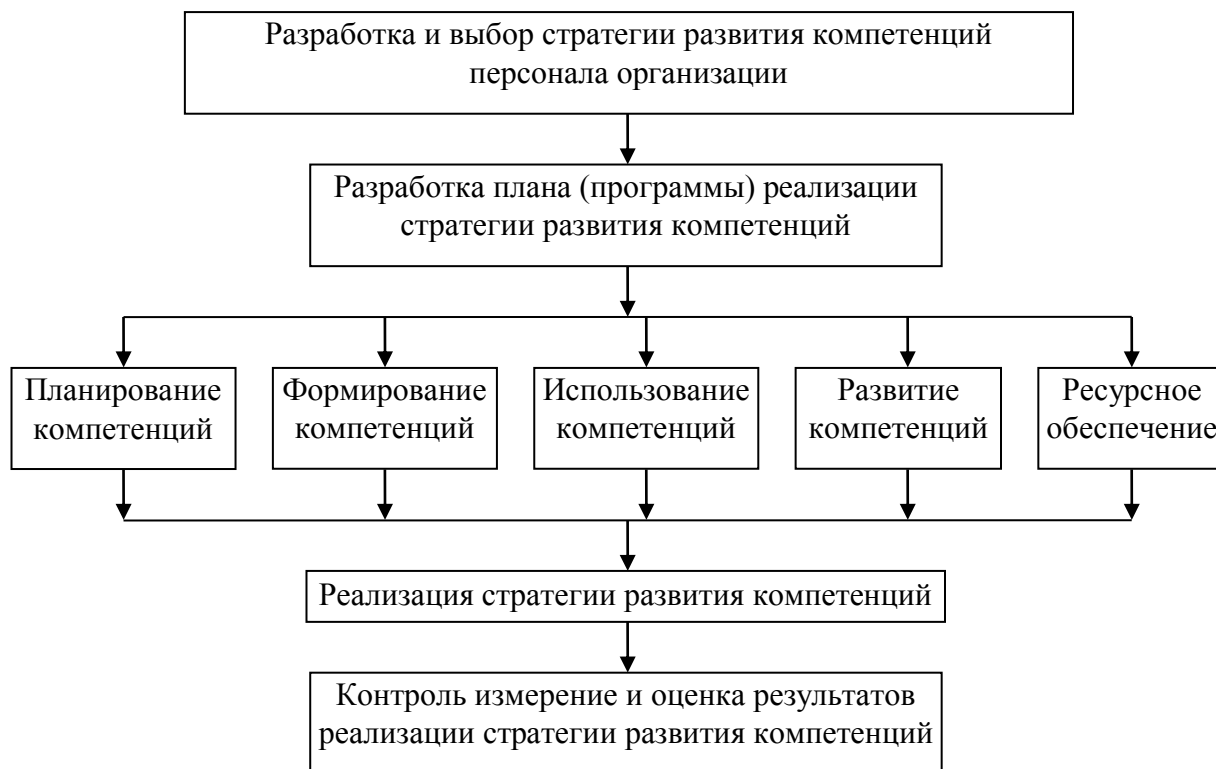 Разработка и выбор стратегии развития компетенций
персонала организации
Разработка плана (программы) реализации
стратегии развития компетенций
Планирование
компетенций
Формирование
компетенций
Использование
компетенций
Развитие
компетенций
Ресурсное
обеспечение
Реализация стратегии развития компетенций
Контроль измерение и оценка результатов
реализации стратегии развития компетенций